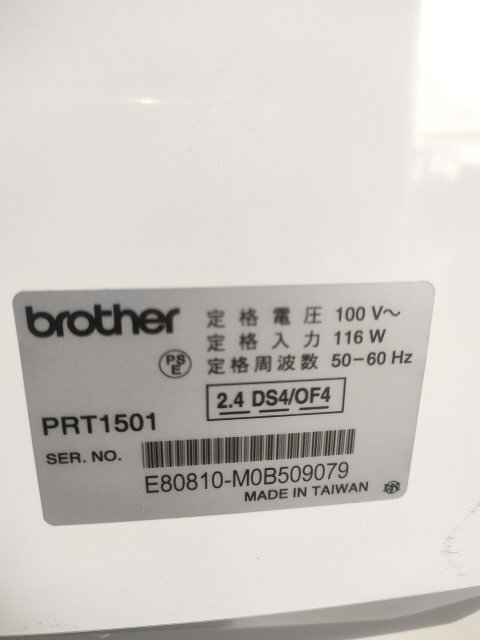 brother
定格電圧 100 V～
定格入力 116 W
定格周波数 50-60 Hz
PS E
2.4 DS4/OF4
PRT1501
SER. NO.
E80810-M0B509079
MADE IN TAIWAN